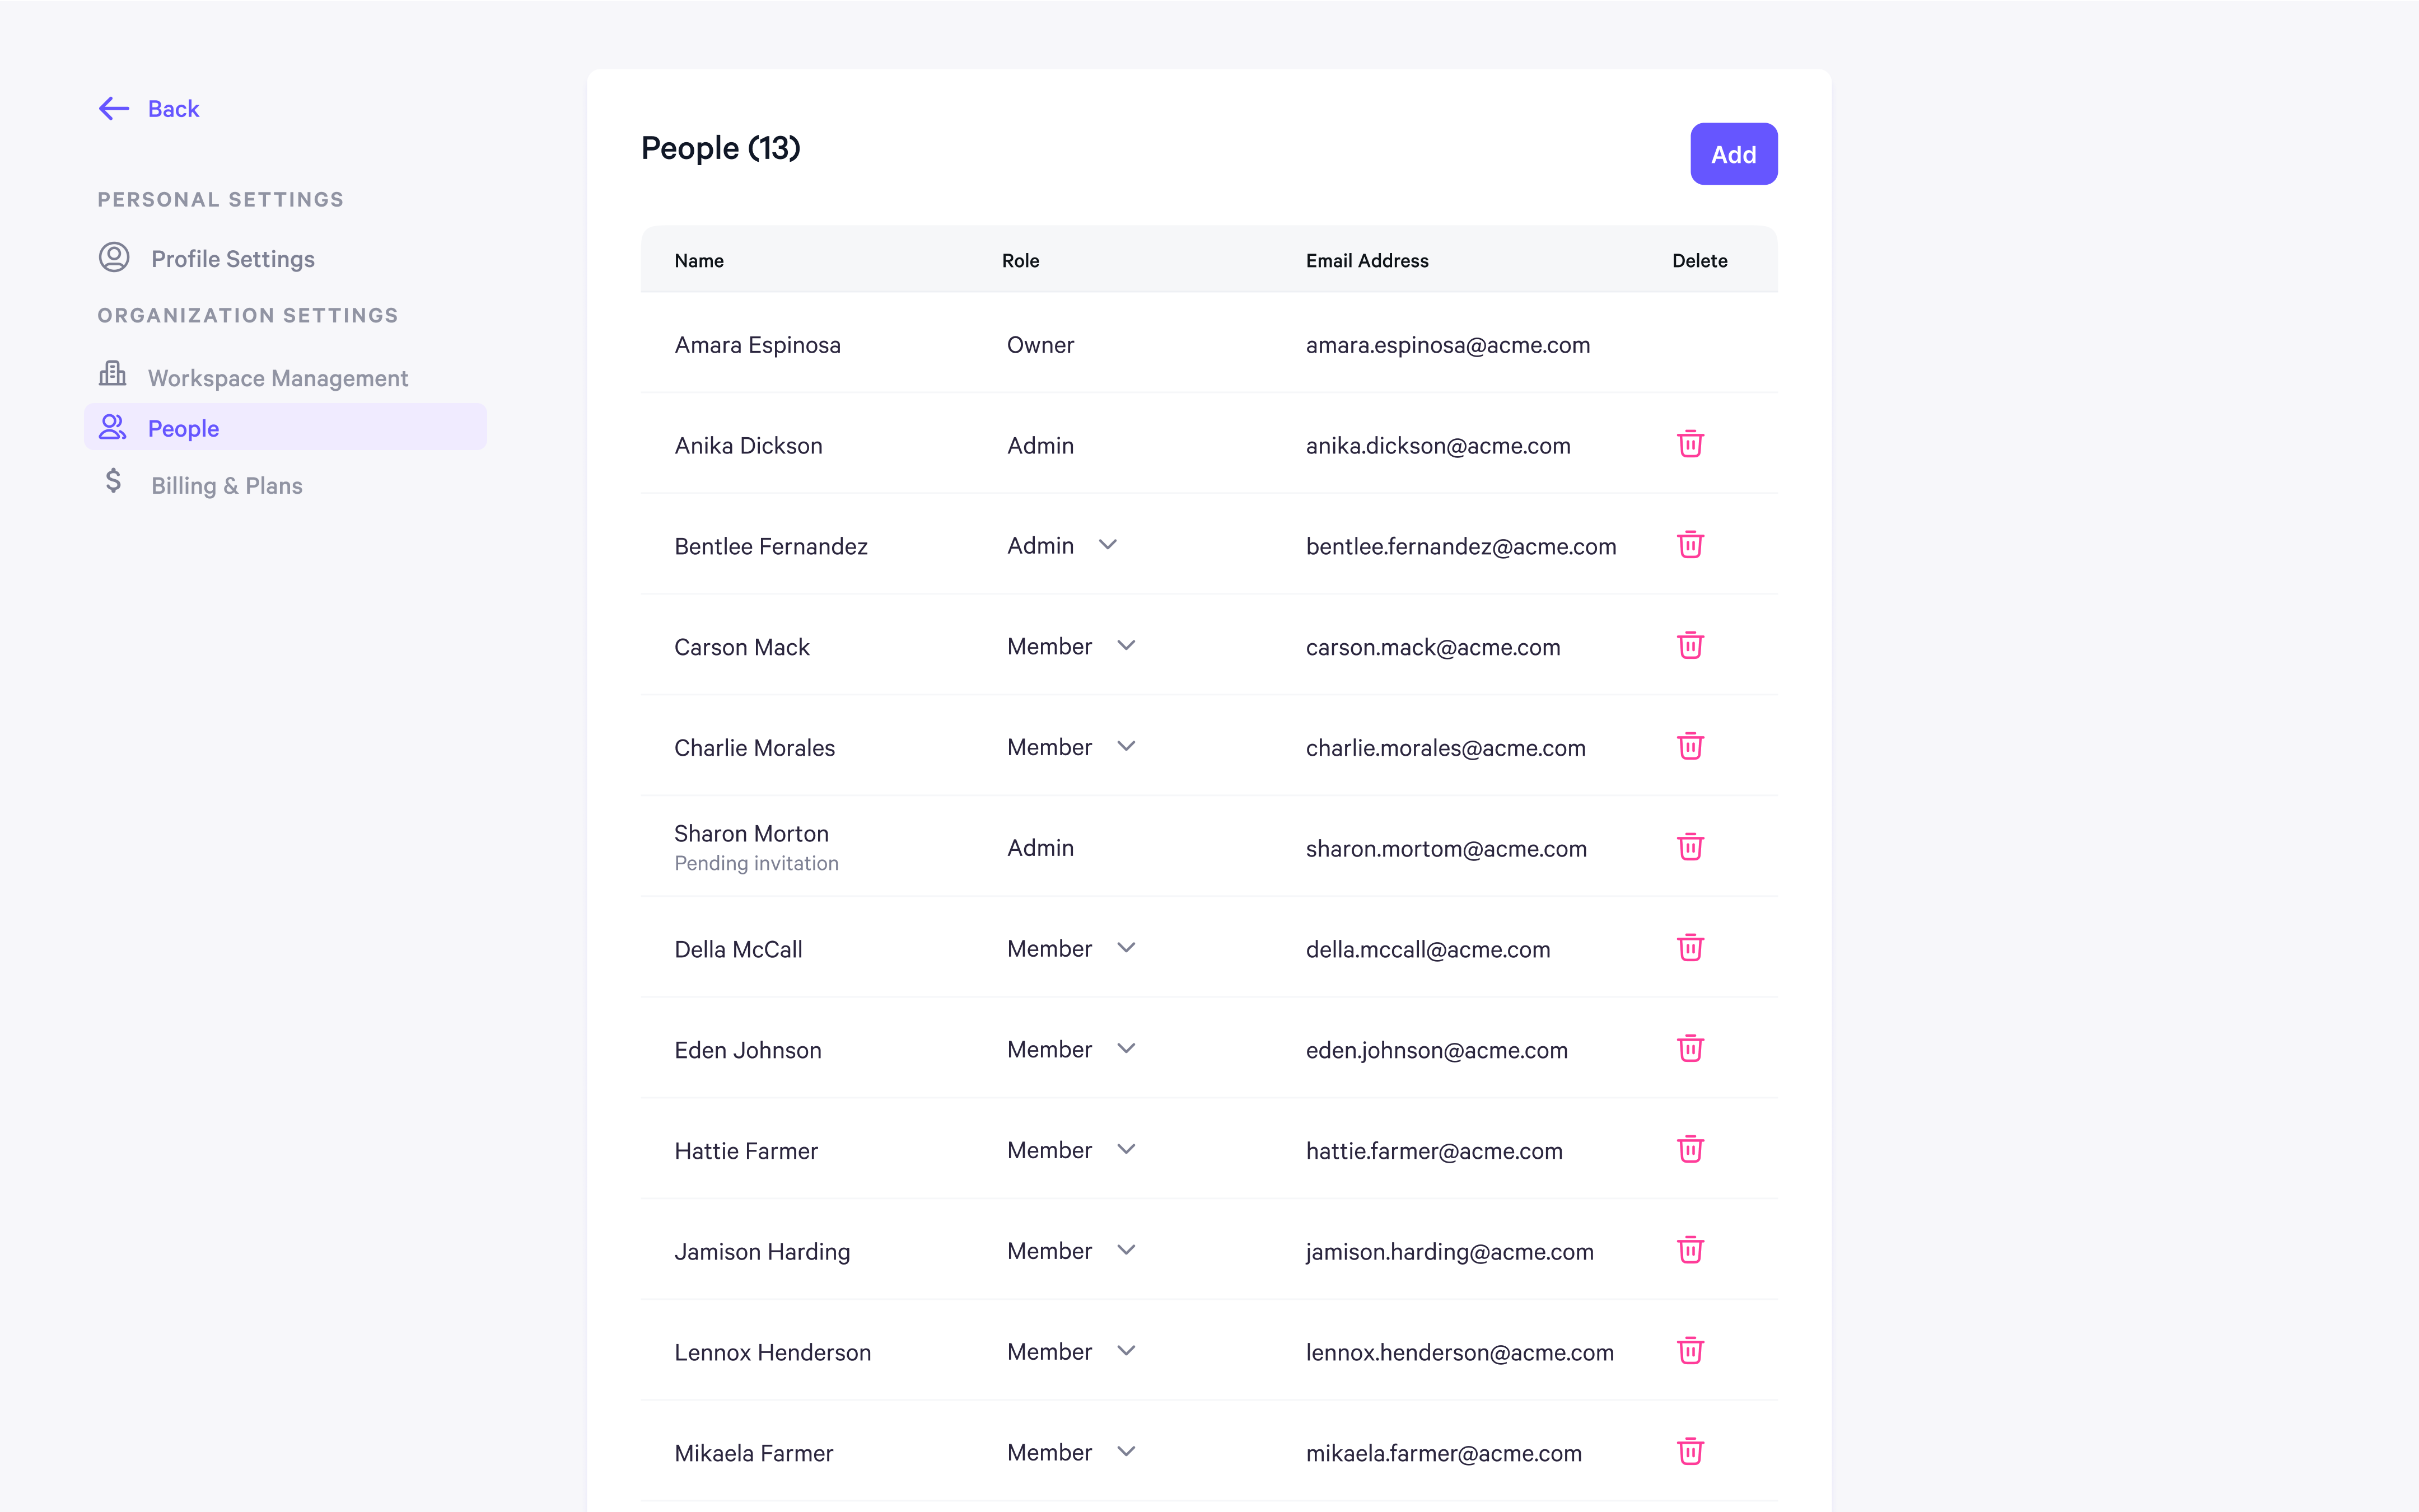 Back
PERSONAL SETTINGS
Profile Settings
ORGANIZATION SETTINGS
Workspace Management
People
Billing & Plans
People (13)
Add
Name Role Email Address Delete
Amara Espinosa Owner amara.espinosa@acme.com
Anika Dickson Admin anika.dickson@acme.com
Bentlee Fernandez Admin bentlee.fernandez@acme.com
Carson Mack Member carson.mack@acme.com
Charlie Morales Member charlie.morales@acme.com
Sharon Morton Admin sharon.mortom@acme.com
Pending invitation
Della McCall Member della.mccall@acme.com
Eden Johnson Member eden.johnson@acme.com
Hattie Farmer Member hattie.farmer@acme.com
Jamison Harding Member jamison.harding@acme.com
Lennox Henderson Member lennox.henderson@acme.com
Mikaela Farmer Member mikaela.farmer@acme.com